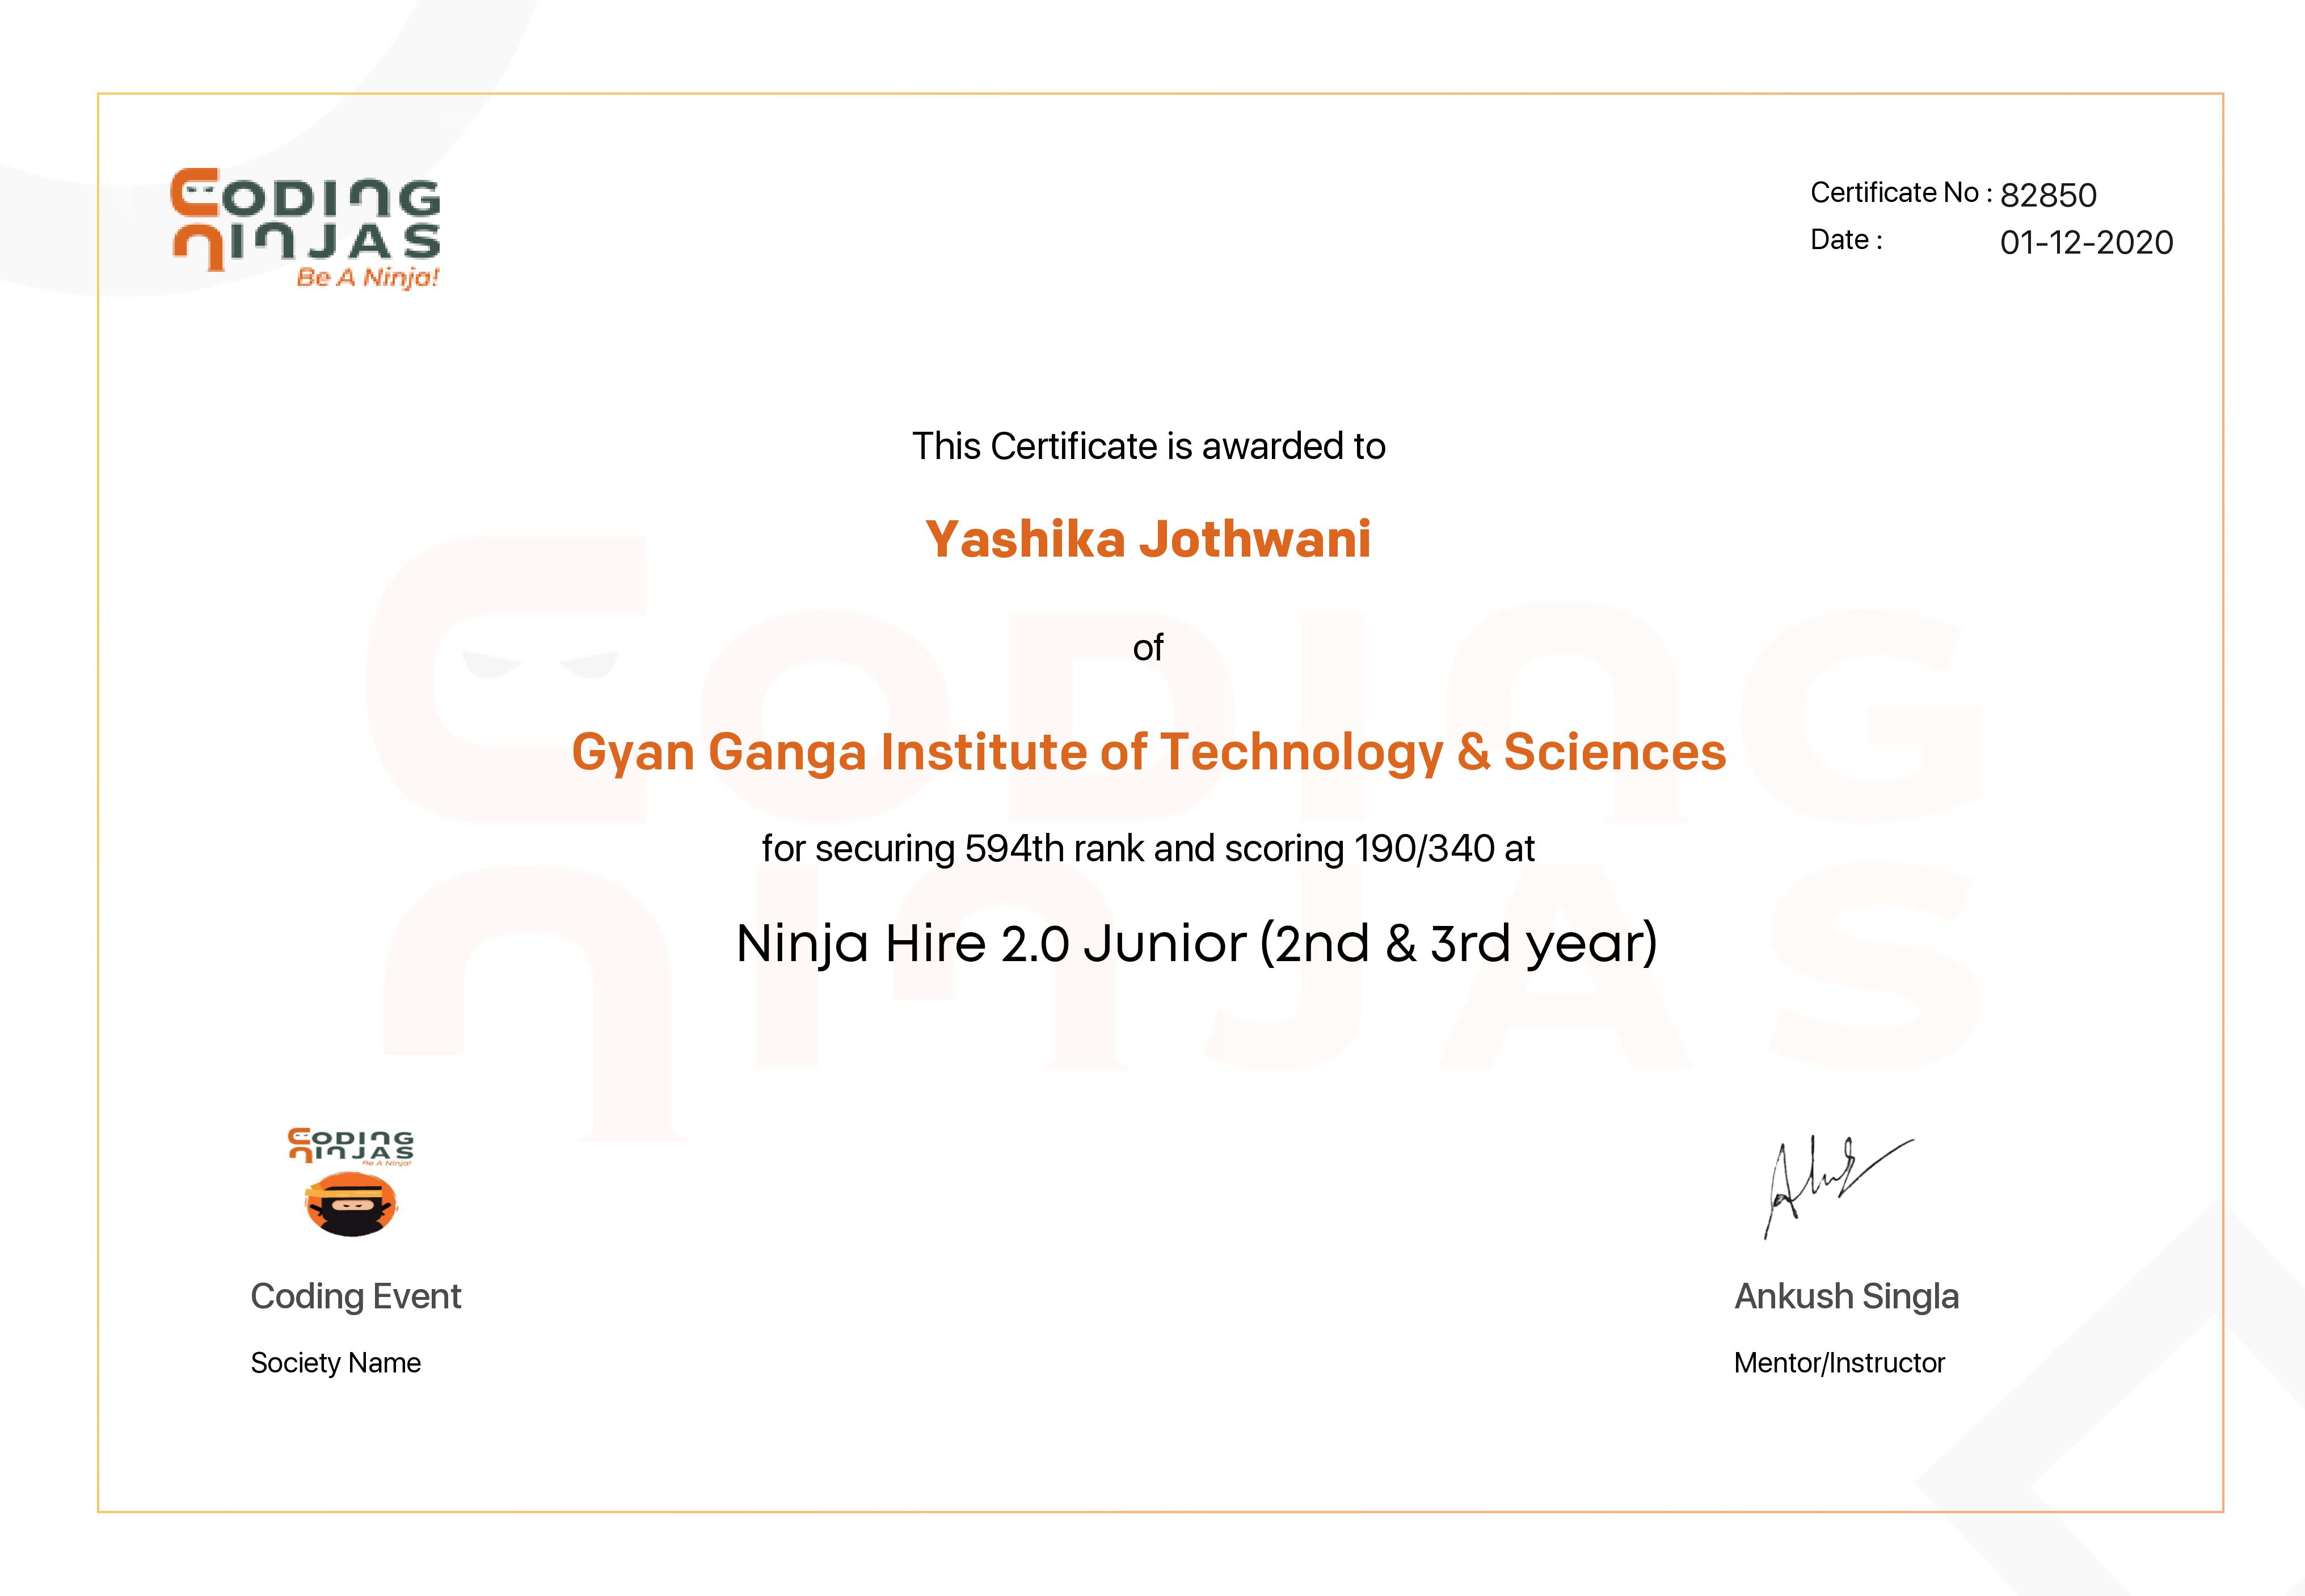 CODING
NINJAS
Be A Ninja!
Certificate No : 82850
Date : 01-12-2020
This Certificate is awarded to
Yashika Jothwani
of
Gyan Ganga Institute of Technology & Sciences
for securing 594th rank and scoring 190/340 at
Ninja Hire 2.0 Junior (2nd & 3rd year)
CODING
NINJAS
CODING
NINJAS
Be A Ninja!
Coding Event
Society Name
Ankush Singla
Mentor/Instructor